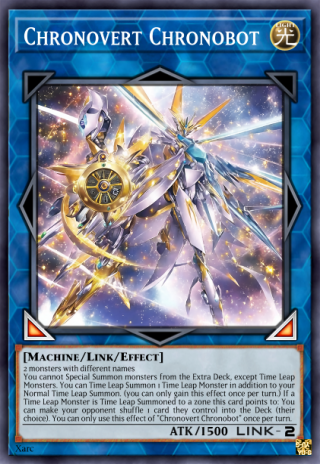 CHRONOVERT CHRONOBOT
LIGHT
光
[MACHINE/LINK/EFFECT]
2 monsters with different names
You cannot Special Summon monsters from the Extra Deck, except Time Leap
Monsters. You can Time Leap Summon 1 Time Leap Monster in addition to your
Normal Time Leap Summon. (you can only gain this effect once per turn.) If a
Time Leap Monster is Time Leap Summoned to a zone this card points to: You
can make your opponent shuffle 1 card they control into the Deck (their
choice). You can only use this effect of "Chronovert Chronobot" once per turn.
ATK/1500 LINK-2
Xarc